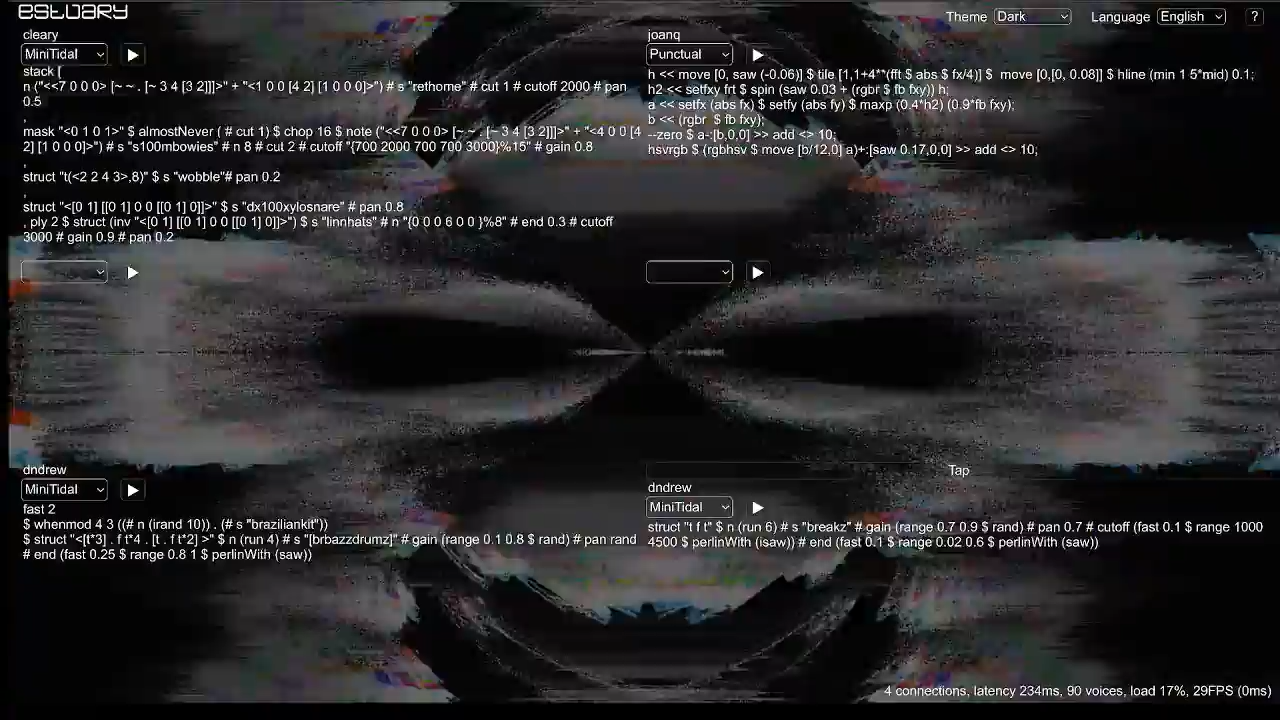 estuary
Theme Dark Language English ?
cleary
MiniTidal
stack [
n ("<<7 0 0 0> [~ ~ . [~ 3 4 [3 2]]]>" + "<1 0 0 [4 2] [1 0 0 0]>") # s "rethome" # cut 1 # cutoff 2000 # pan
0.5
,
mask "<0 1 0 1>" $ almostNever ( # cut 1) $ chop 16 $ note ("<<7 0 0 0> [~ ~ . [~ 3 4 [3 2]]]>" + "<4 0 0 [4
2] [1 0 0 0]>") # s "s100mbowies" # n 8 # cut 2 # cutoff "{700 2000 700 700 3000}%15" # gain 0.8
,
struct "t(<2 2 4 3>,8)" $ s "wobble"# pan 0.2
,
struct "<[0 1] [[0 1] 0 0 [[0 1] 0]]>" $ s "dx100xylosnare" # pan 0.8
, ply 2 $ struct (inv "<[0 1] [[0 1] 0 0 [[0 1] 0]]>") $ s "linnhats" # n "{0 0 0 6 0 0 }%8" # end 0.3 # cutoff
3000 # gain 0.9 # pan 0.2
joanq
Punctual
h << move [0, saw (-0.06)] $ tile [1,1+4**(fft $ abs $ fx/4)] $  move [0,[0, 0.08]] $ hline (min 1 5*mid) 0.1;
h2 << setfxy frt $ spin (saw 0.03 + (rgbr $ fb fxy)) h;
a << setfx (abs fx) $ setfy (abs fy) $ maxp (0.4*h2) (0.9*fb fxy);
b << (rgbr  $ fb fxy);
--zero $ a-:[b,0,0] >> add <> 10;
hsvrgb $ (rgbhsv $ move [b/12,0] a)+:[saw 0.17,0,0] >> add <> 10;
dndrew
MiniTidal
fast 2
$ whenmod 4 3 ((# n (irand 10)) . (# s "braziliankit"))
$ struct "<[t*3] . f t*4 . [t . f t*2] >" $ n (run 4) # s "[brbazzdrumz]" # gain (range 0.1 0.8 $ rand) # pan rand
# end (fast 0.25 $ range 0.8 1 $ perlinWith (saw))
Tap
dndrew
MiniTidal
struct "t f t" $ n (run 6) # s "breakz" # gain (range 0.7 0.9 $ rand) # pan 0.7 # cutoff (fast 0.1 $ range 1000
4500 $ perlinWith (isaw)) # end (fast 0.1 $ range 0.02 0.6 $ perlinWith (saw))
4 connections, latency 234ms, 90 voices, load 17%, 29FPS (0ms)